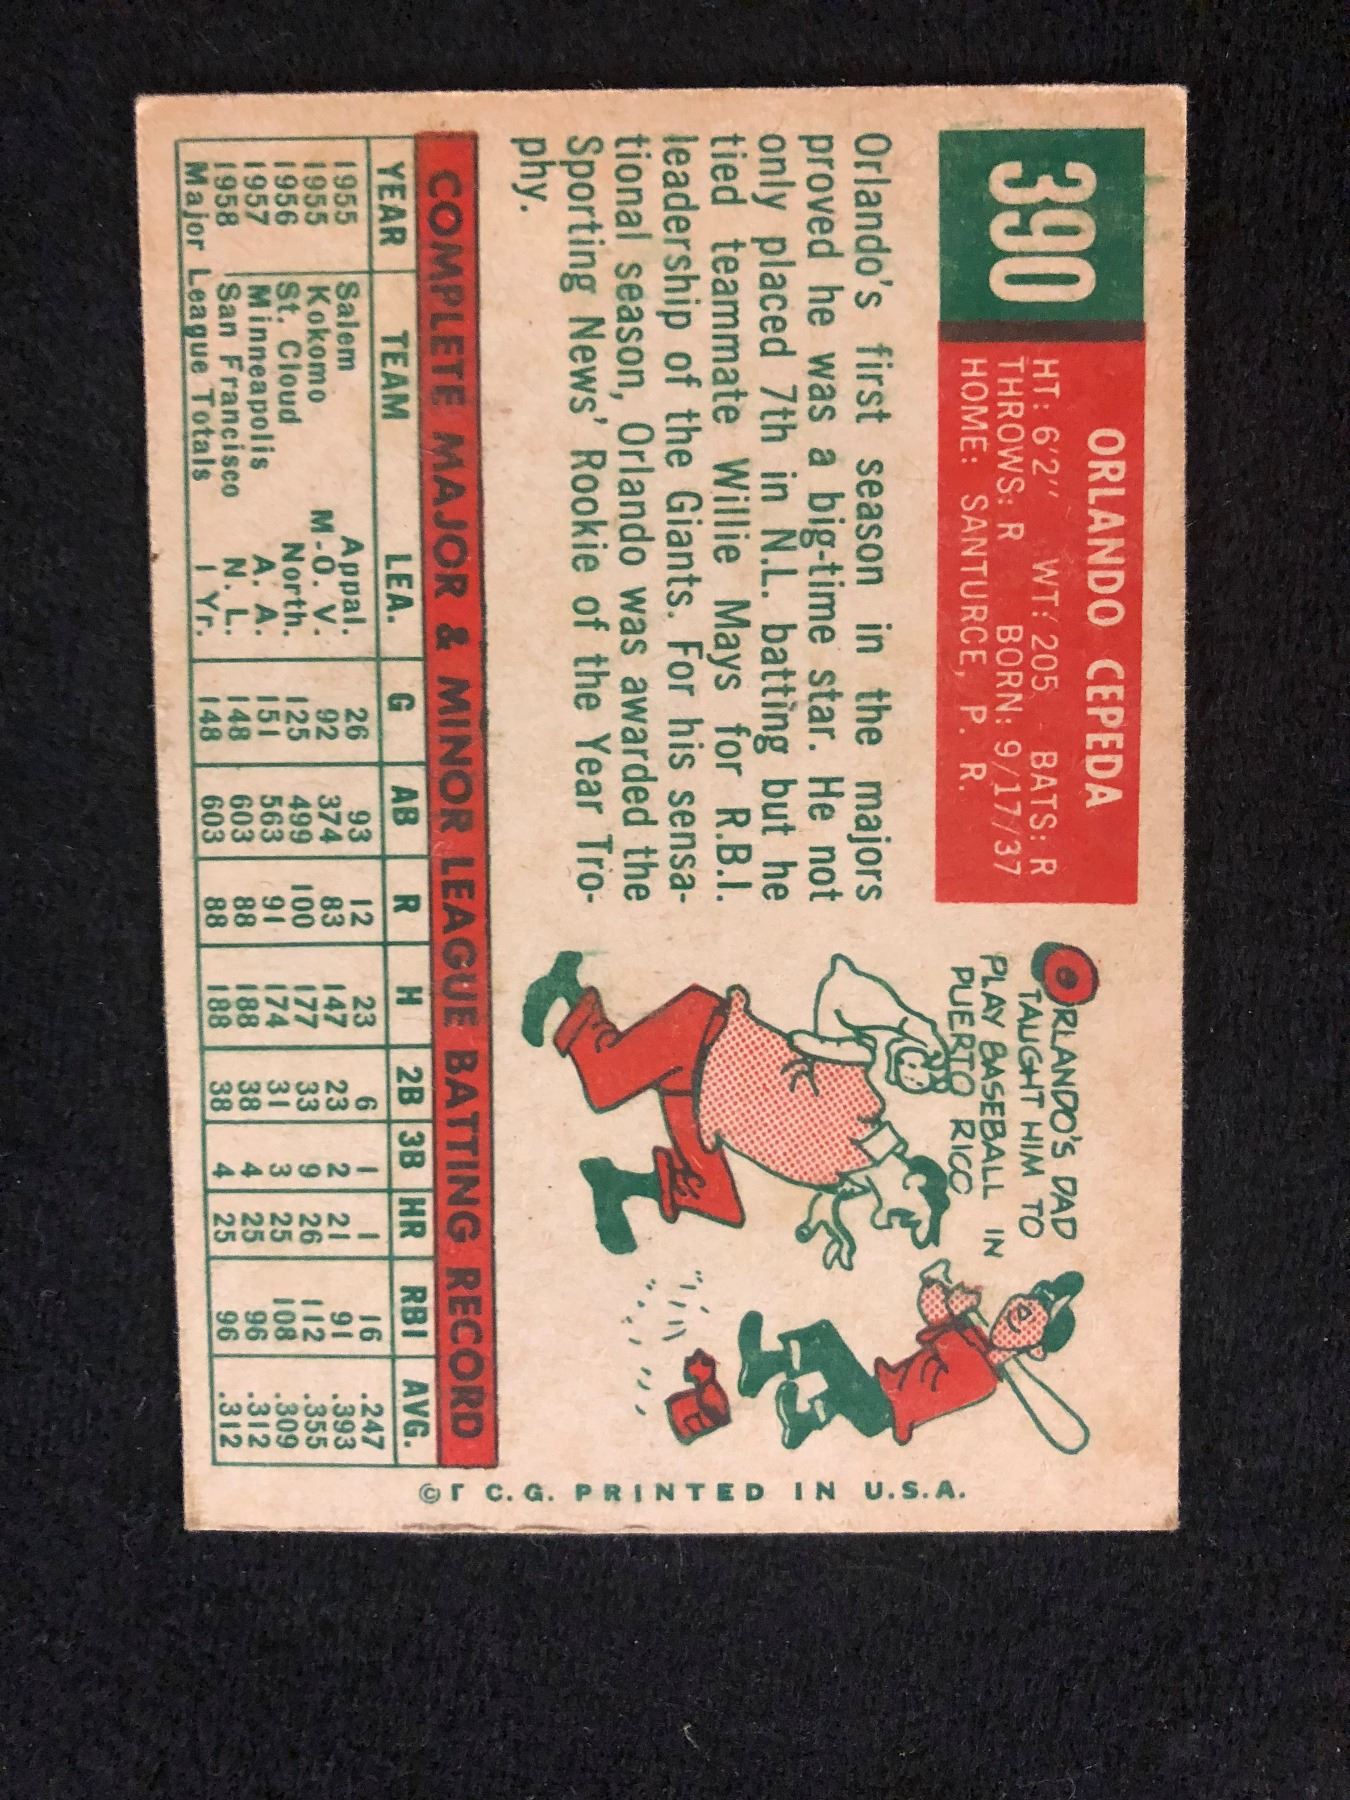 390
ORLANDO CEPEDA
HT: 6'2" WT: 205 BATS: R
THROWS: R BORN: 9/17/37
HOME: SANTURCE, P. R.
Orlando's first season in the majors
proved he was a big-time star. He not
only placed 7th in N.L. batting but he
tied teammate Willie Mays for R.B.I.
leadership of the Giants. For his sensa-
tional season, Orlando was awarded the
Sporting News' Rookie of the Year Tro-
phy.
ORLANDO'S DAD
TAUGHT HIM TO
PLAY BASEBALL IN
PUERTO RICO
COMPLETE MAJOR & MINOR LEAGUE BATTING RECORD
YEAR TEAM LEA. G AB R H 2B 3B HR RBI AVG.
1955 Salem Appal. 26 93 12 23 6 1 1 16 .247
1955 Kokomo M-O. V. 92 374 83 147 23 2 21 91 .393
1956 St. Cloud North. 125 499 100 177 33 9 26 112 .355
1957 Minneapolis A. A. 151 563 91 174 31 3 25 108 .309
1958 San Francisco N. L. 148 603 88 188 38 4 25 96 .312
Major League Totals 1 Yr. 148 603 88 188 38 4 25 96 .312
© T C. G. PRINTED IN U.S.A.